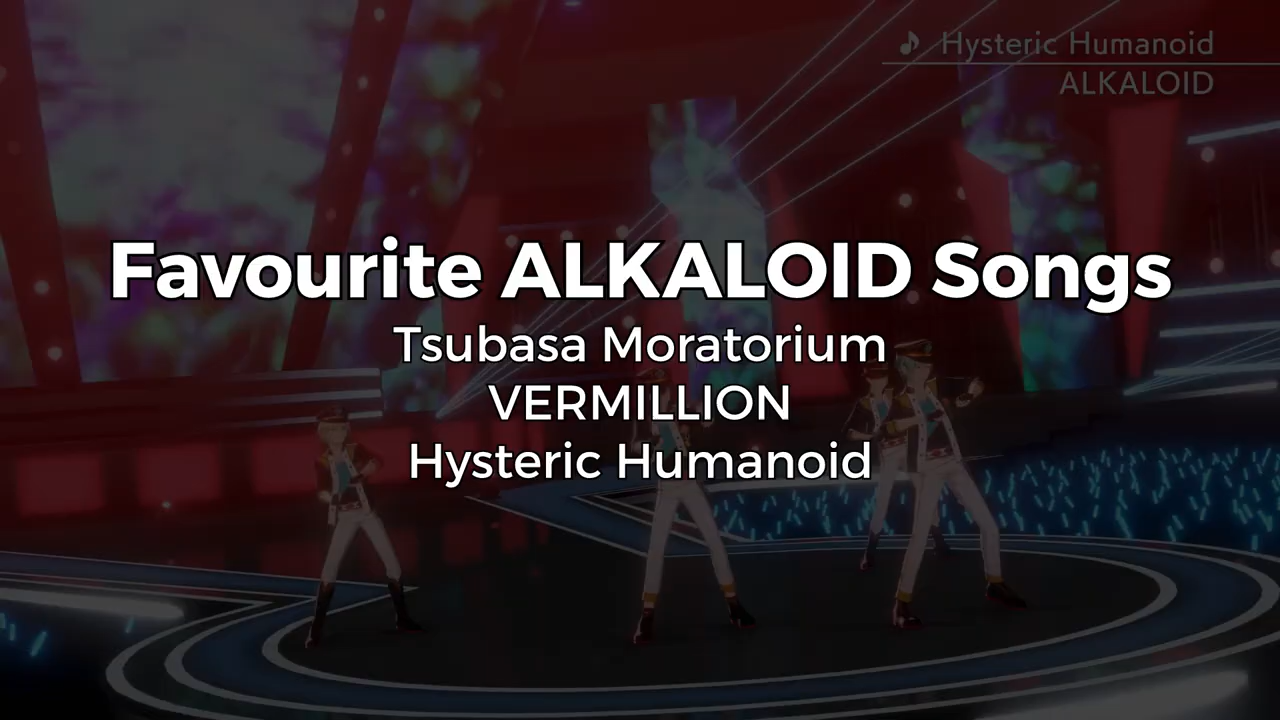 ♪ Hysteric Humanoid
ALKALOID
Favourite ALKALOID Songs
Tsubasa Moratorium
VERMILLION
Hysteric Humanoid